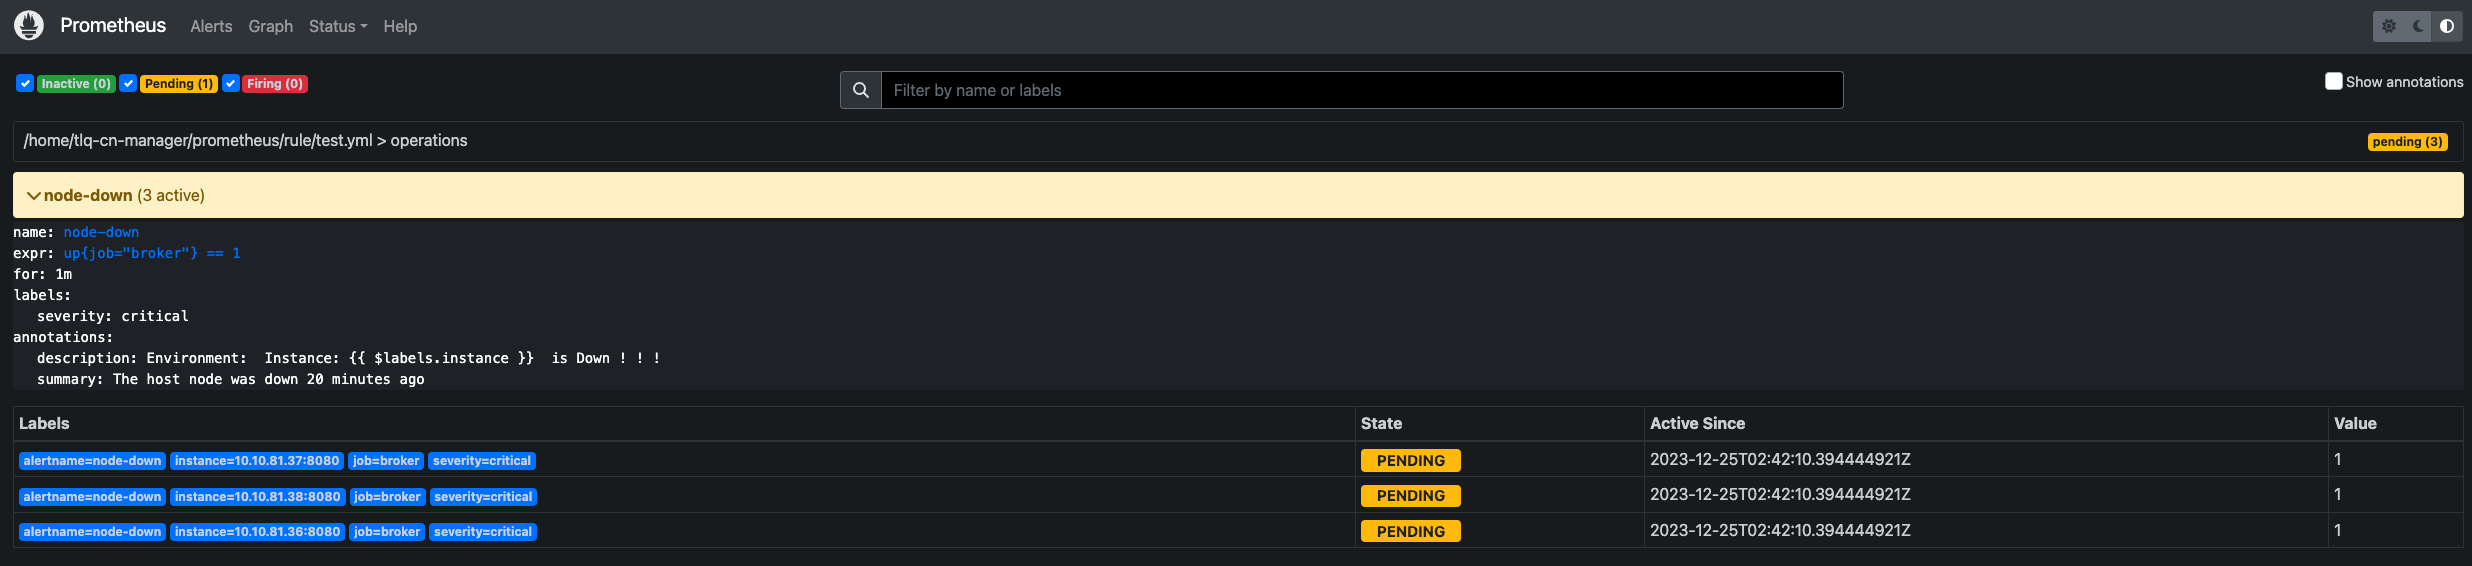 Prometheus Alerts Graph Status Help
Inactive (0) Pending (1) Firing (0) Filter by name or labels Show annotations
/home/tlq-cn-manager/prometheus/rule/test.yml > operations pending (3)
node-down (3 active)
name: node-down
expr: up{job="broker"} == 1
for: 1m
labels:
severity: critical
annotations:
description: Environment:  Instance: {{ $labels.instance }}  is Down ! ! !
summary: The host node was down 20 minutes ago
Labels State Active Since Value
alertname=node-down instance=10.10.81.37:8080 job=broker severity=critical PENDING 2023-12-25T02:42:10.394444921Z 1
alertname=node-down instance=10.10.81.38:8080 job=broker severity=critical PENDING 2023-12-25T02:42:10.394444921Z 1
alertname=node-down instance=10.10.81.36:8080 job=broker severity=critical PENDING 2023-12-25T02:42:10.394444921Z 1